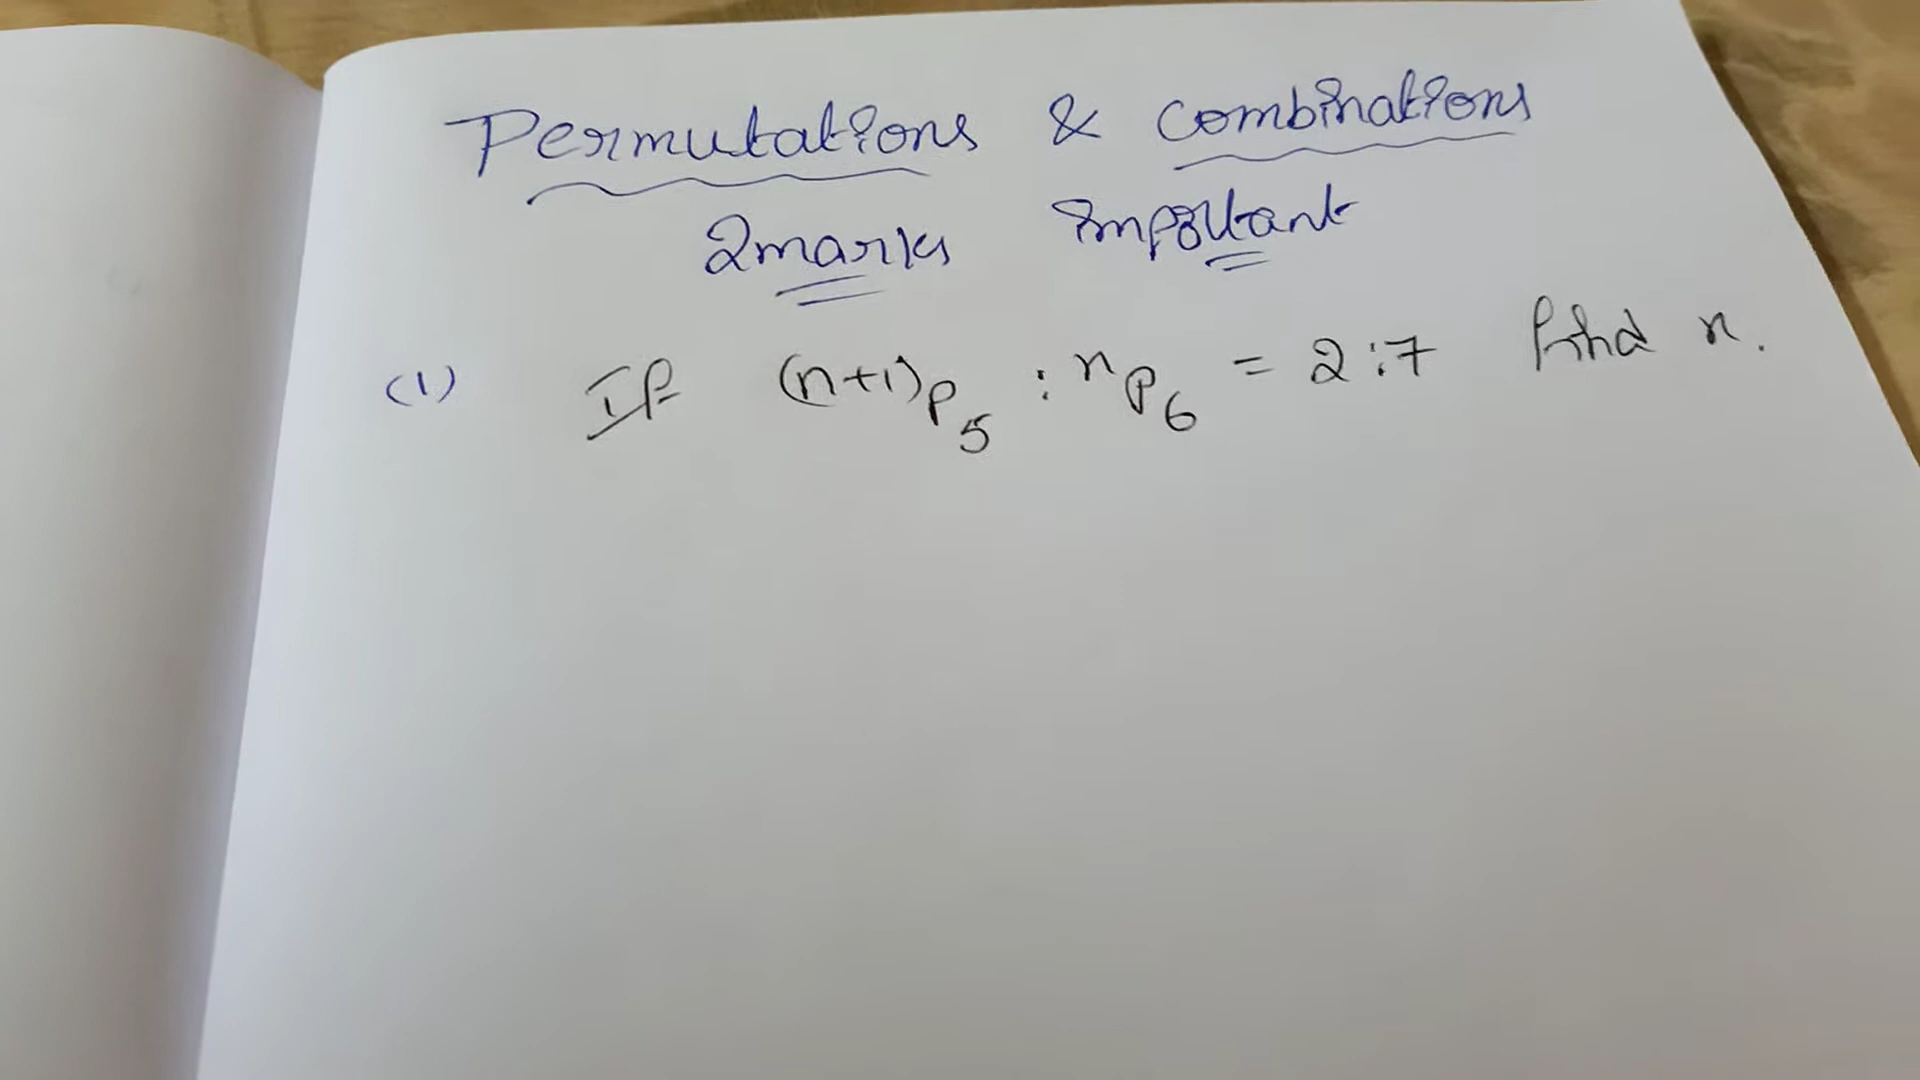 Permutations & combinations
2marks important
(1) If (n+1)P5 : nP6 = 2:7 find n.